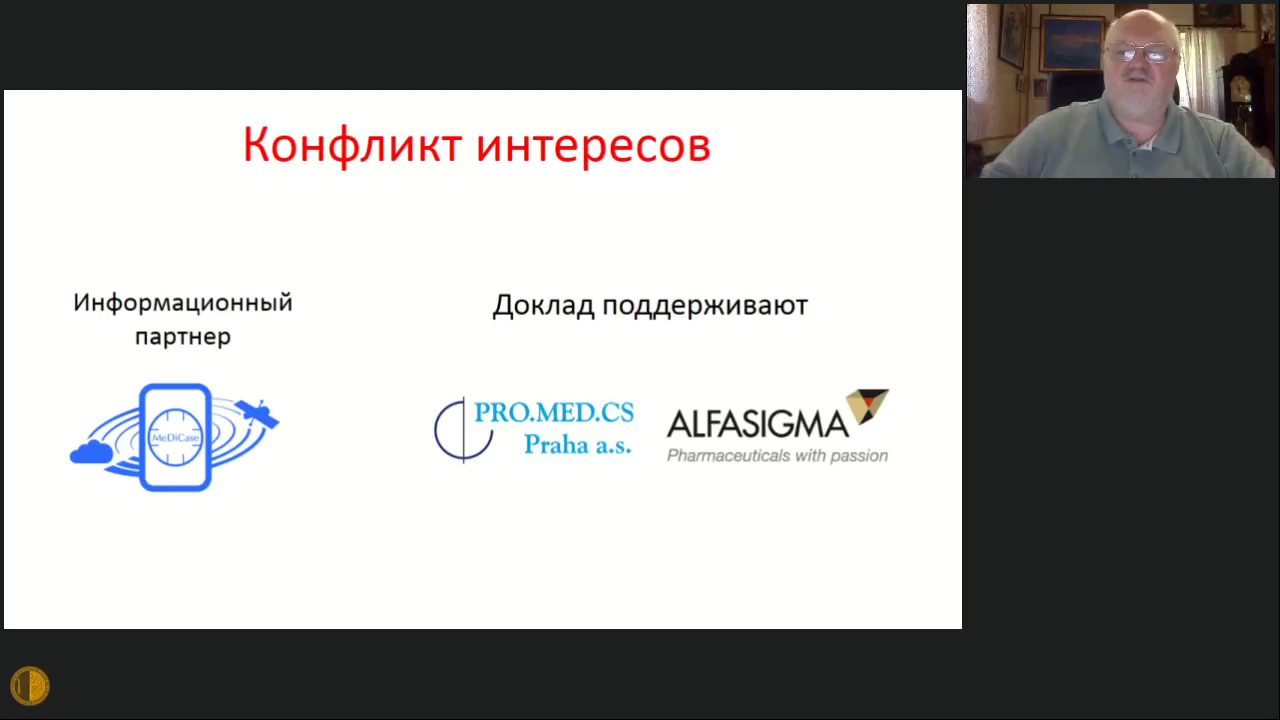 Конфликт интересов
Информационный
партнер
MeDiCase
Доклад поддерживают
PRO.MED.CS
Praha a.s.
ALFASIGMA
Pharmaceuticals with passion